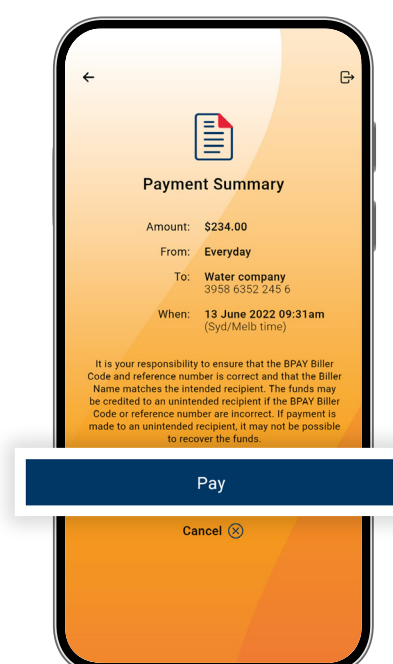 Payment Summary
Amount: $234.00
From: Everyday
To: Water company
3958 6352 245 6
When: 13 June 2022 09:31am
(Syd/Melb time)
It is your responsibility to ensure that the BPAY Biller
Code and reference number is correct and that the Biller
Name matches the intended recipient. The funds may
be credited to an unintended recipient if the BPAY Biller
Code or reference number are incorrect. If payment is
made to an unintended recipient, it may not be possible
to recover the funds.
Pay
Cancel